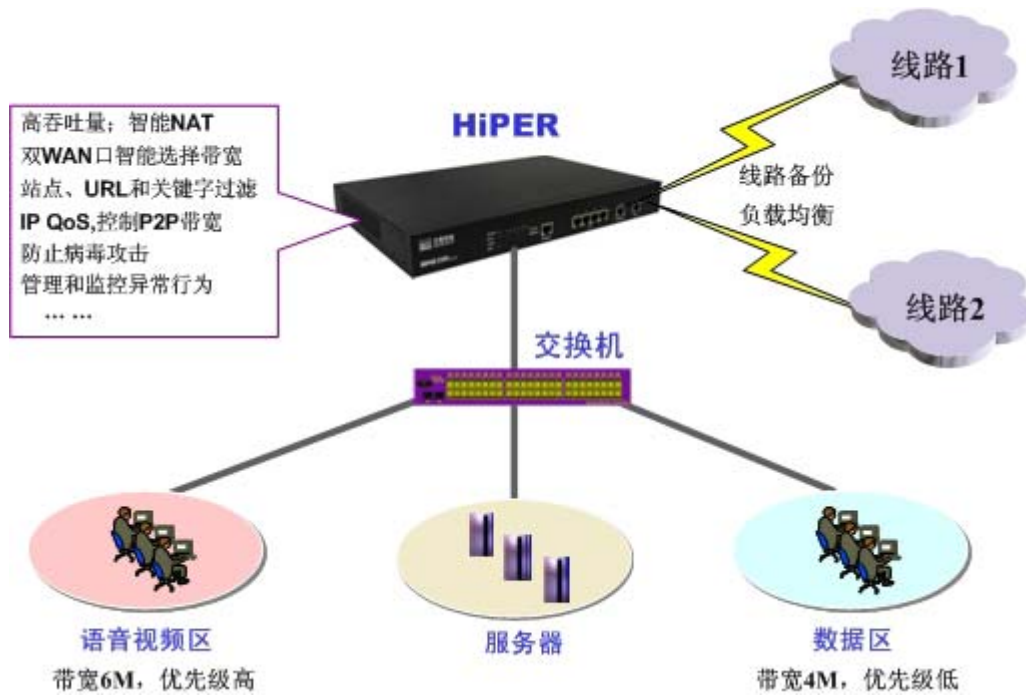 线路1
HiPER
高吞吐量；智能NAT
双WAN口智能选择带宽
站点、URL和关键字过滤
IP QoS,控制P2P带宽
防止病毒攻击
管理和监控异常行为
... ...
线路备份
负载均衡
线路2
交换机
语音视频区
带宽6M，优先级高
服务器
数据区
带宽4M，优先级低